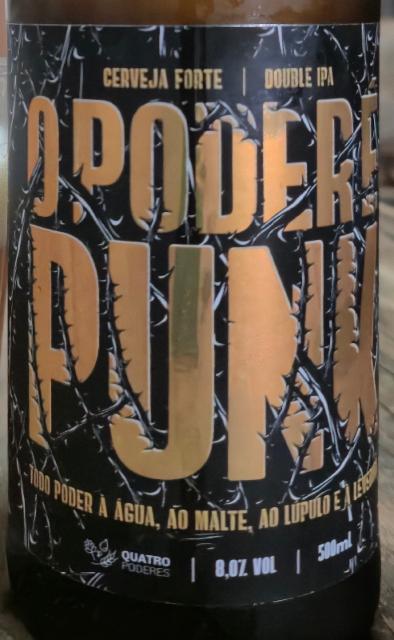 CERVEJA FORTE | DOUBLE IPA
O PODER É
PUNK
TODO PODER À ÁGUA, AO MALTE, AO LÚPULO E À
QUATRO
PODERES
8,0% VOL | 500mL